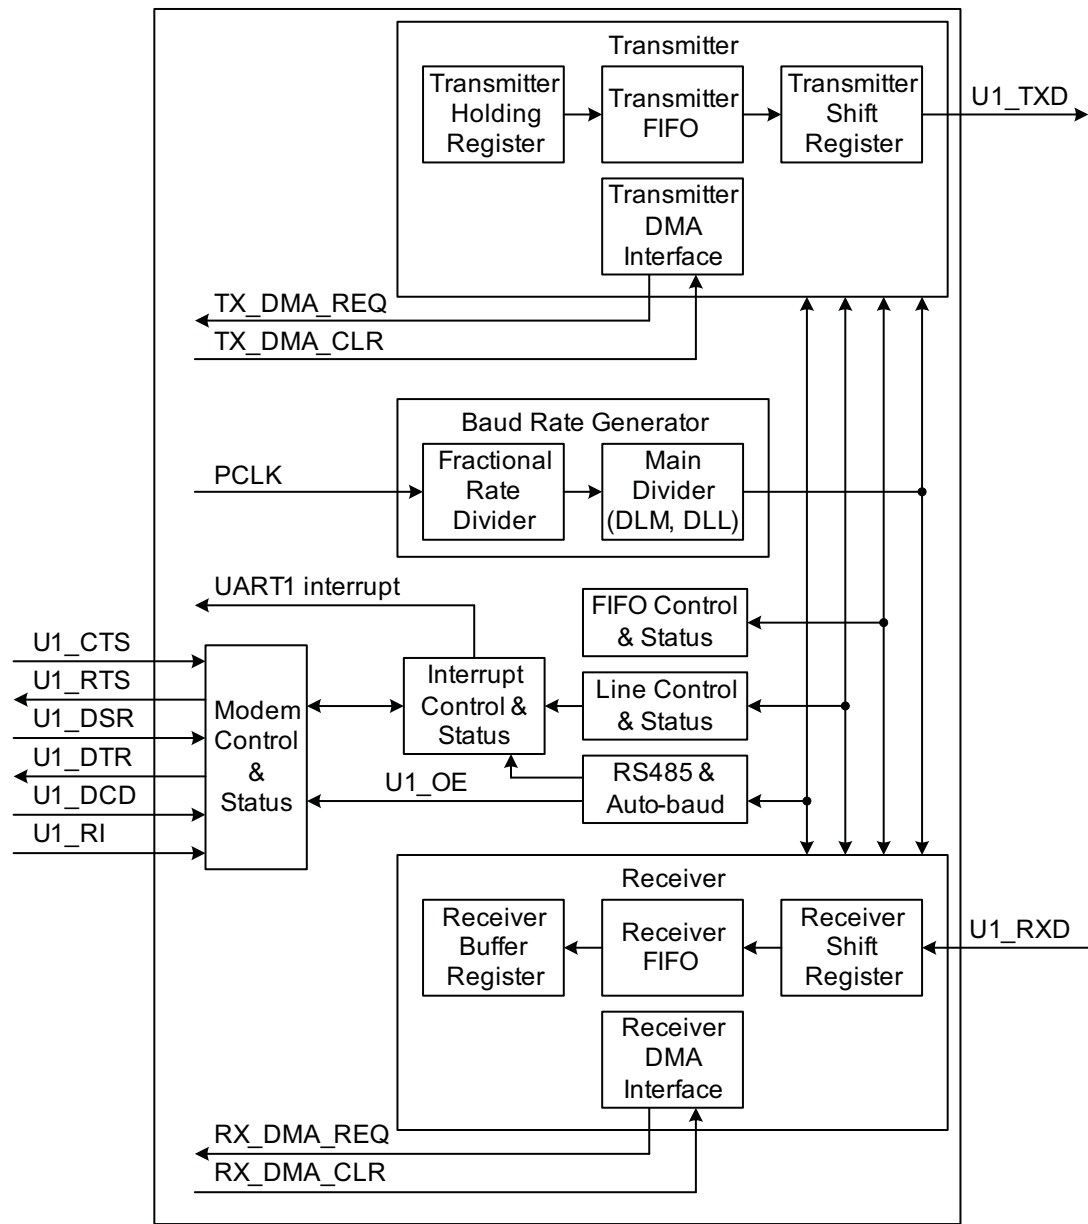 Transmitter
Transmitter
Holding
Register
Transmitter
FIFO
Transmitter
Shift
Register
U1_TXD
Transmitter
DMA
Interface
TX_DMA_REQ
TX_DMA_CLR
Baud Rate Generator
PCLK
Fractional
Rate
Divider
Main
Divider
(DLM, DLL)
UART1 interrupt
FIFO Control
& Status
U1_CTS
U1_RTS
U1_DSR
U1_DTR
U1_DCD
U1_RI
Modem
Control
&
Status
Interrupt
Control &
Status
Line Control
& Status
U1_OE
RS485 &
Auto-baud
Receiver
Receiver
Buffer
Register
Receiver
FIFO
Receiver
Shift
Register
U1_RXD
Receiver
DMA
Interface
RX_DMA_REQ
RX_DMA_CLR